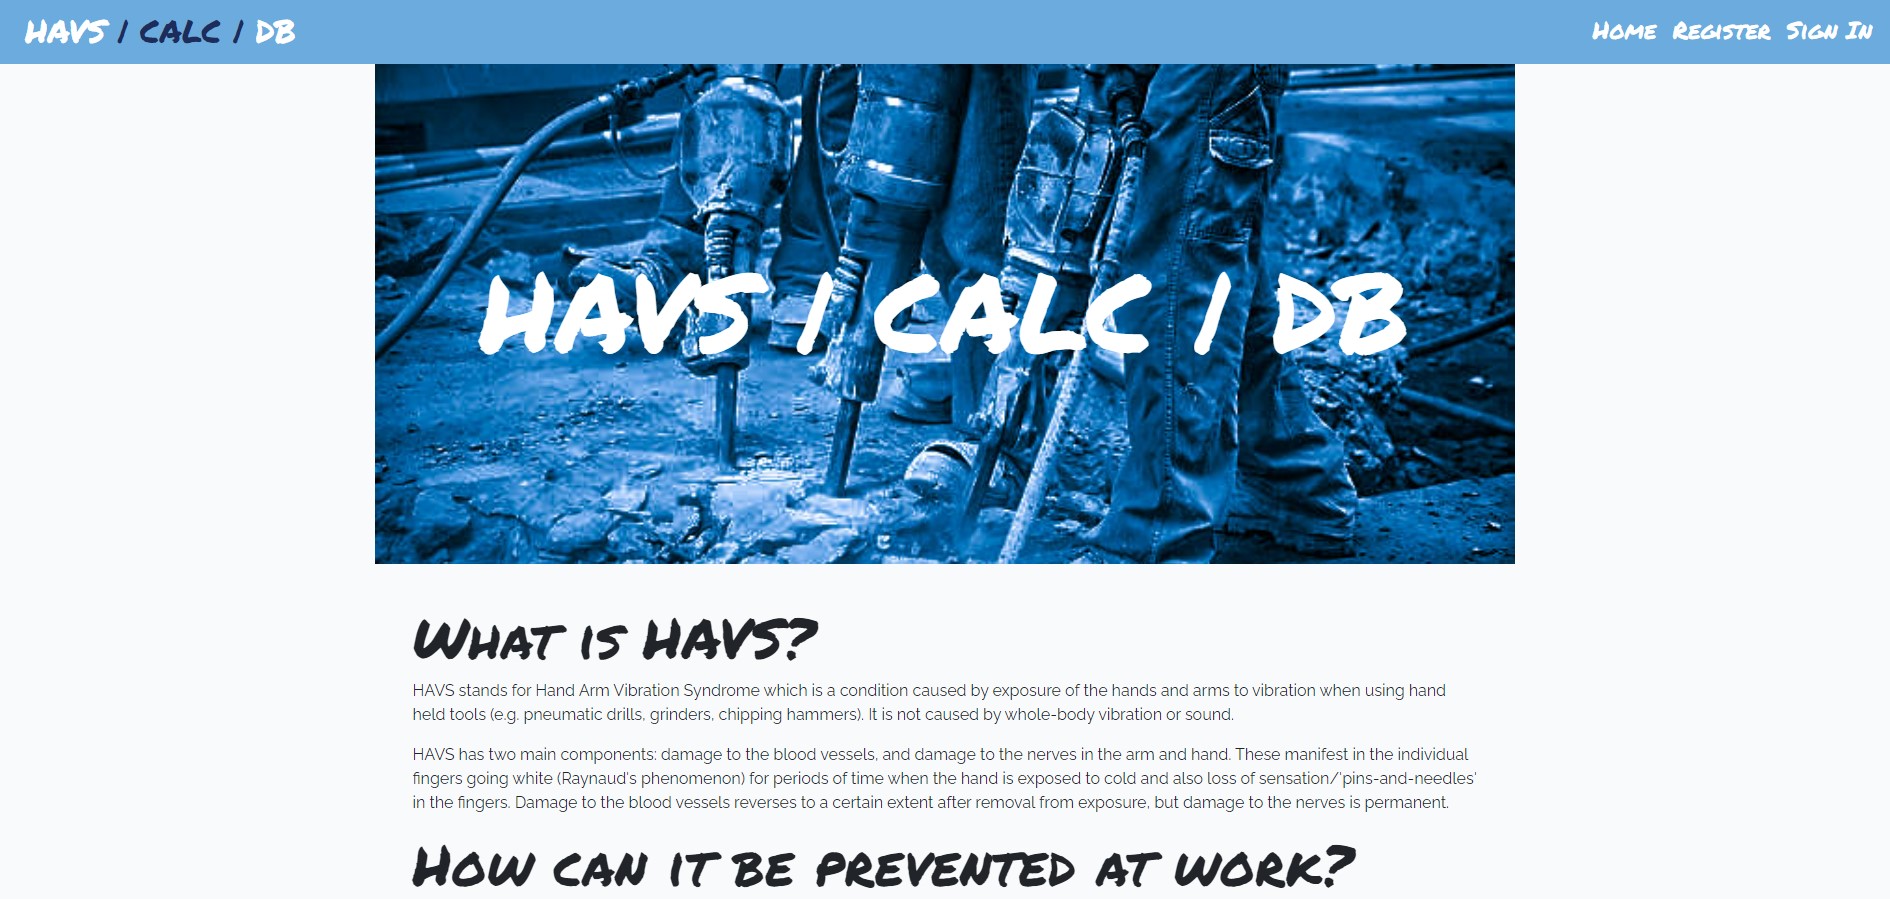 HAVS | CALC | DB
Home Register Sign In
HAVS | CALC | DB
What is HAVS?
HAVS stands for Hand Arm Vibration Syndrome which is a condition caused by exposure of the hands and arms to vibration when using hand
held tools (e.g. pneumatic drills, grinders, chipping hammers). It is not caused by whole-body vibration or sound.
HAVS has two main components: damage to the blood vessels, and damage to the nerves in the arm and hand. These manifest in the individual
fingers going white (Raynaud's phenomenon) for periods of time when the hand is exposed to cold and also loss of sensation/'pins-and-needles'
in the fingers. Damage to the blood vessels reverses to a certain extent after removal from exposure, but damage to the nerves is permanent.
How can it be prevented at work?